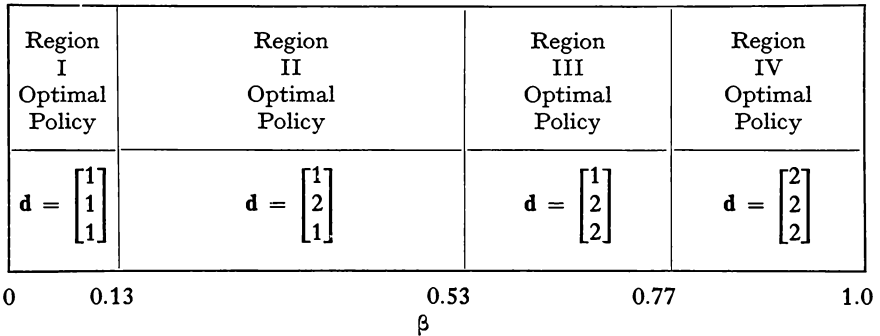 Region
I
Optimal
Policy
Region
II
Optimal
Policy
Region
III
Optimal
Policy
Region
IV
Optimal
Policy
d = [1
1
1]
d = [1
2
1]
d = [1
2
2]
d = [2
2
2]
0 0.13 0.53 0.77 1.0
β